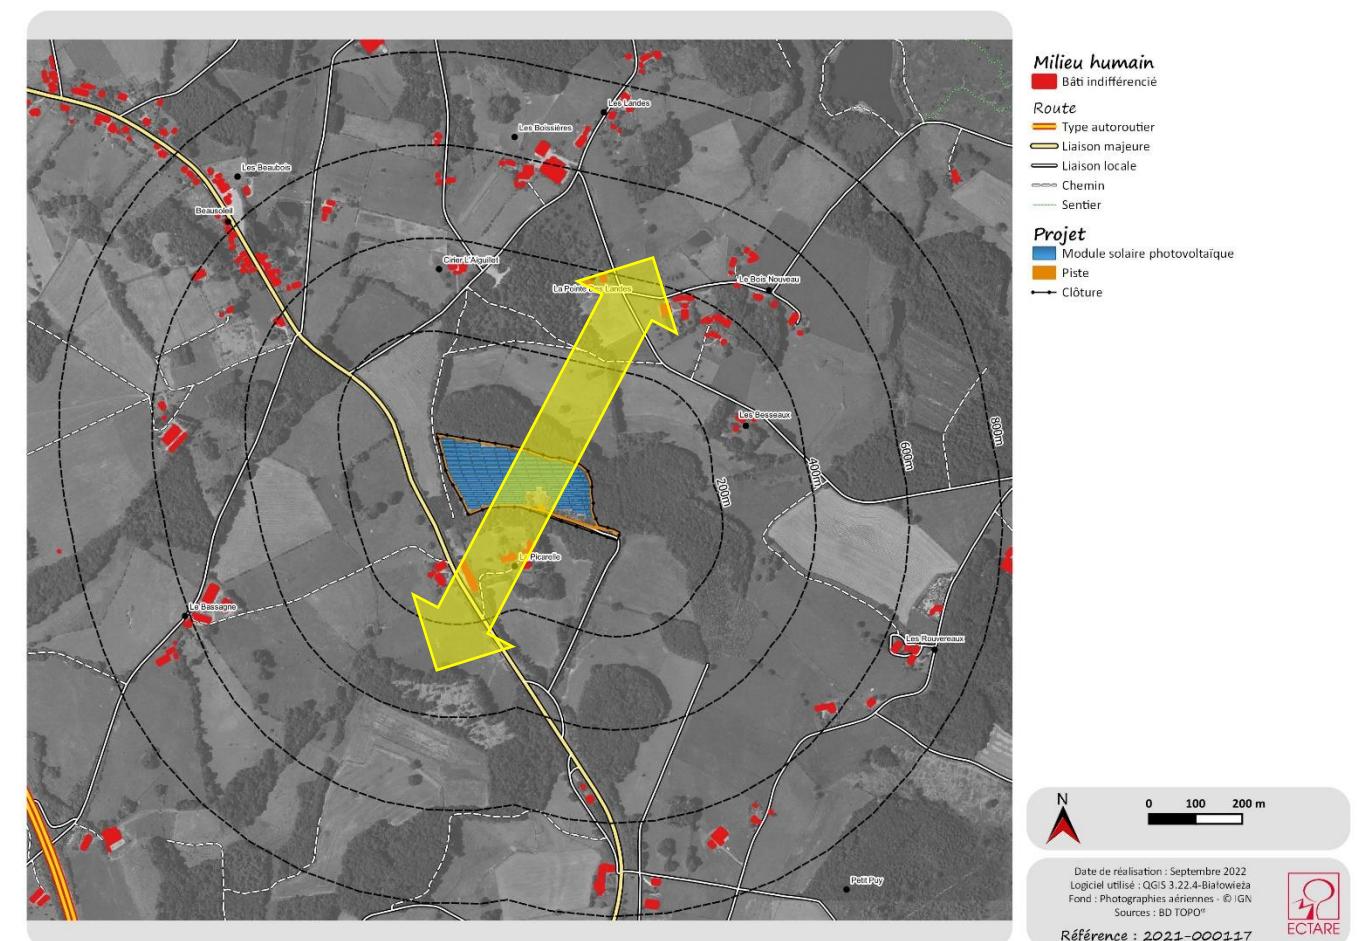 Les Landes
Les Boissières
Les Beaubois
Beausoleil
Cirier L'Aiguillet
La Pointe des Landes
Le Bois Nouveau
Les Besseaux
800m
600m
400m
200m
La Picarelle
Le Bassagne
Les Rouvereaux
Petit Puy
Milieu humain
Bâti indifférencié
Route
Type autoroutier
Liaison majeure
Liaison locale
Chemin
Sentier
Projet
Module solaire photovoltaïque
Piste
Clôture
N
0 100 200 m
Date de réalisation : Septembre 2022
Logiciel utilisé : QGIS 3.22.4-Białowieża
Fond : Photographies aériennes - © IGN
Sources : BD TOPO®
Référence : 2021-000117
ECTARE